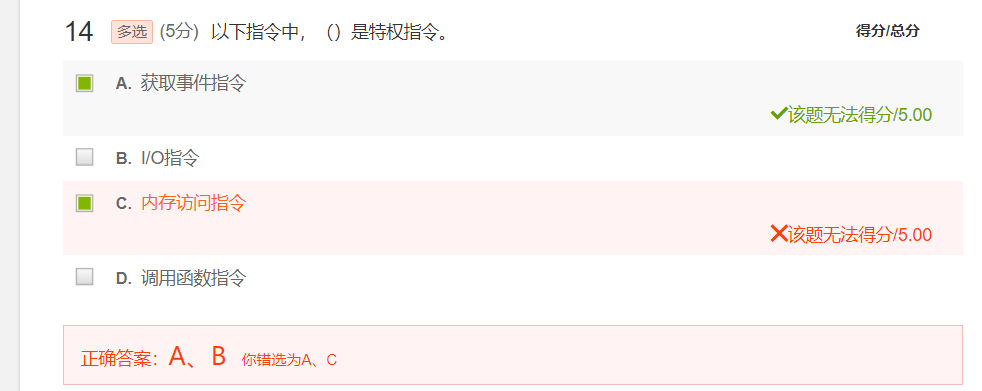 14 多选 (5分) 以下指令中，（）是特权指令。 得分/总分
A. 获取事件指令
该题无法得分/5.00
B. I/O指令
C. 内存访问指令
该题无法得分/5.00
D. 调用函数指令
正确答案：A、B 你错选为A、C